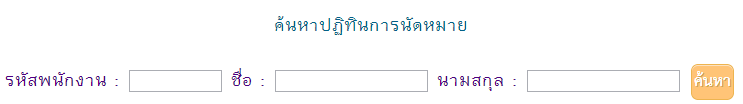 ค้นหาปฏิทินการนัดหมาย
รหัสพนักงาน : ชื่อ : นามสกุล : ค้นหา